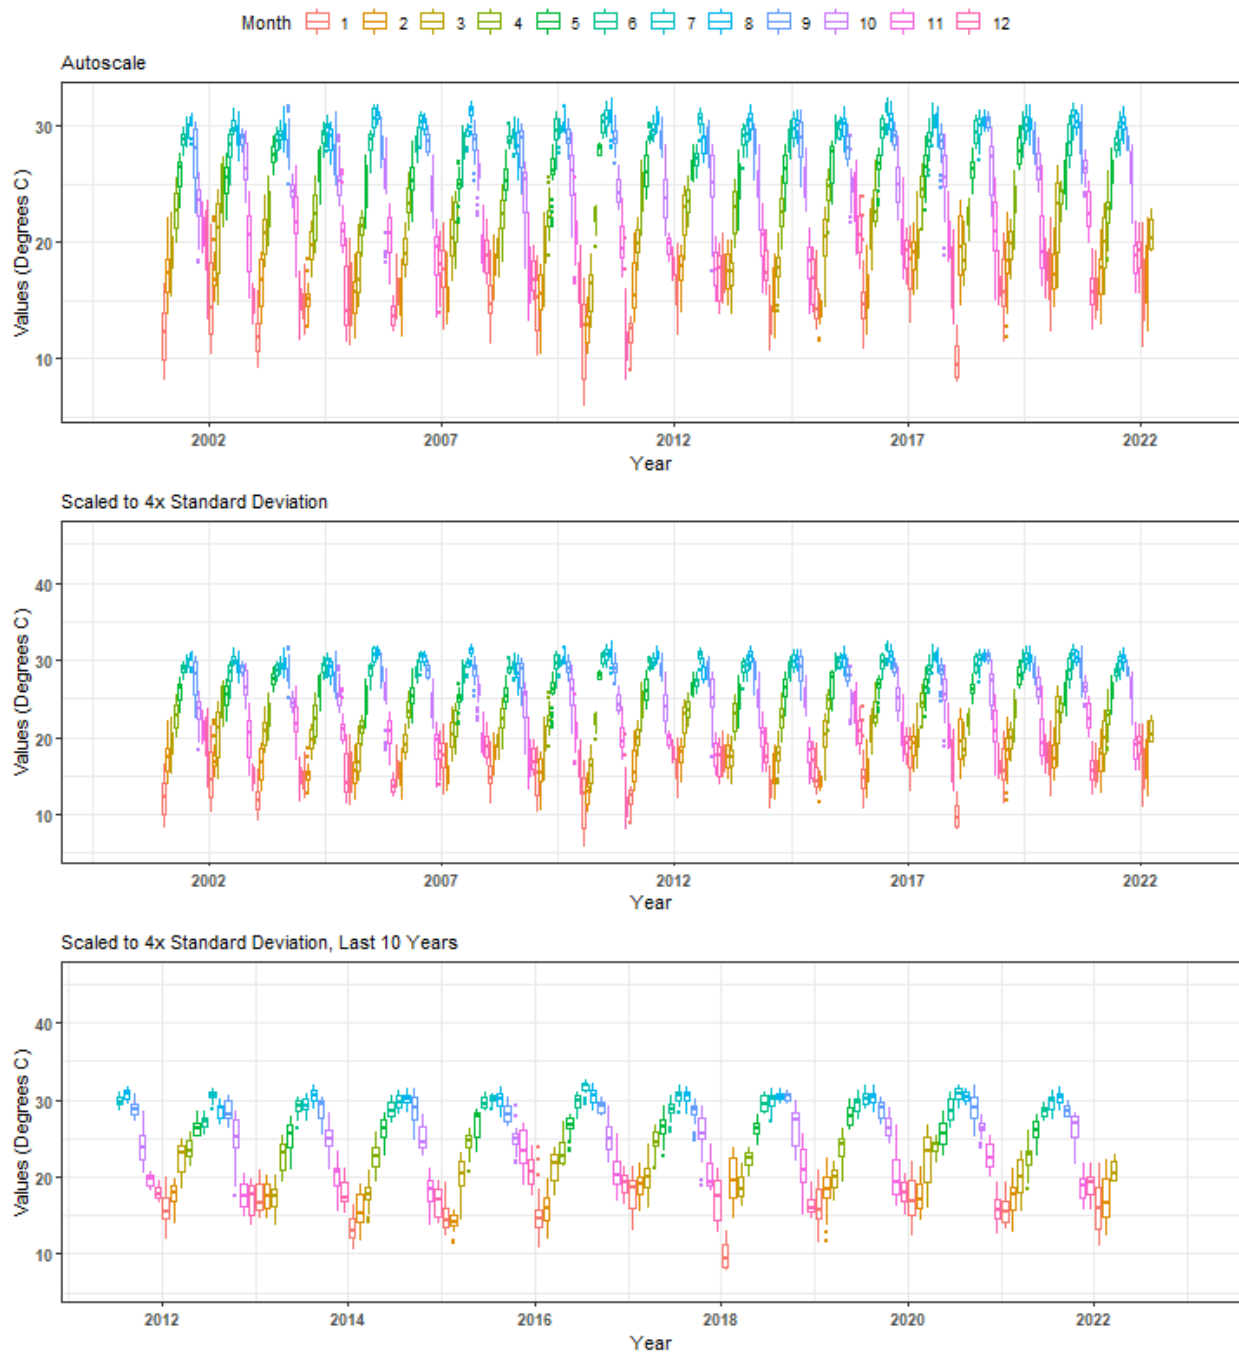 Month 1 2 3 4 5 6 7 8 9 10 11 12
Autoscale
Values (Degrees C)
30
20
10
2002 2007 2012 2017 2022
Year
Scaled to 4x Standard Deviation
Values (Degrees C)
40
30
20
10
2002 2007 2012 2017 2022
Year
Scaled to 4x Standard Deviation, Last 10 Years
Values (Degrees C)
40
30
20
10
2012 2014 2016 2018 2020 2022
Year